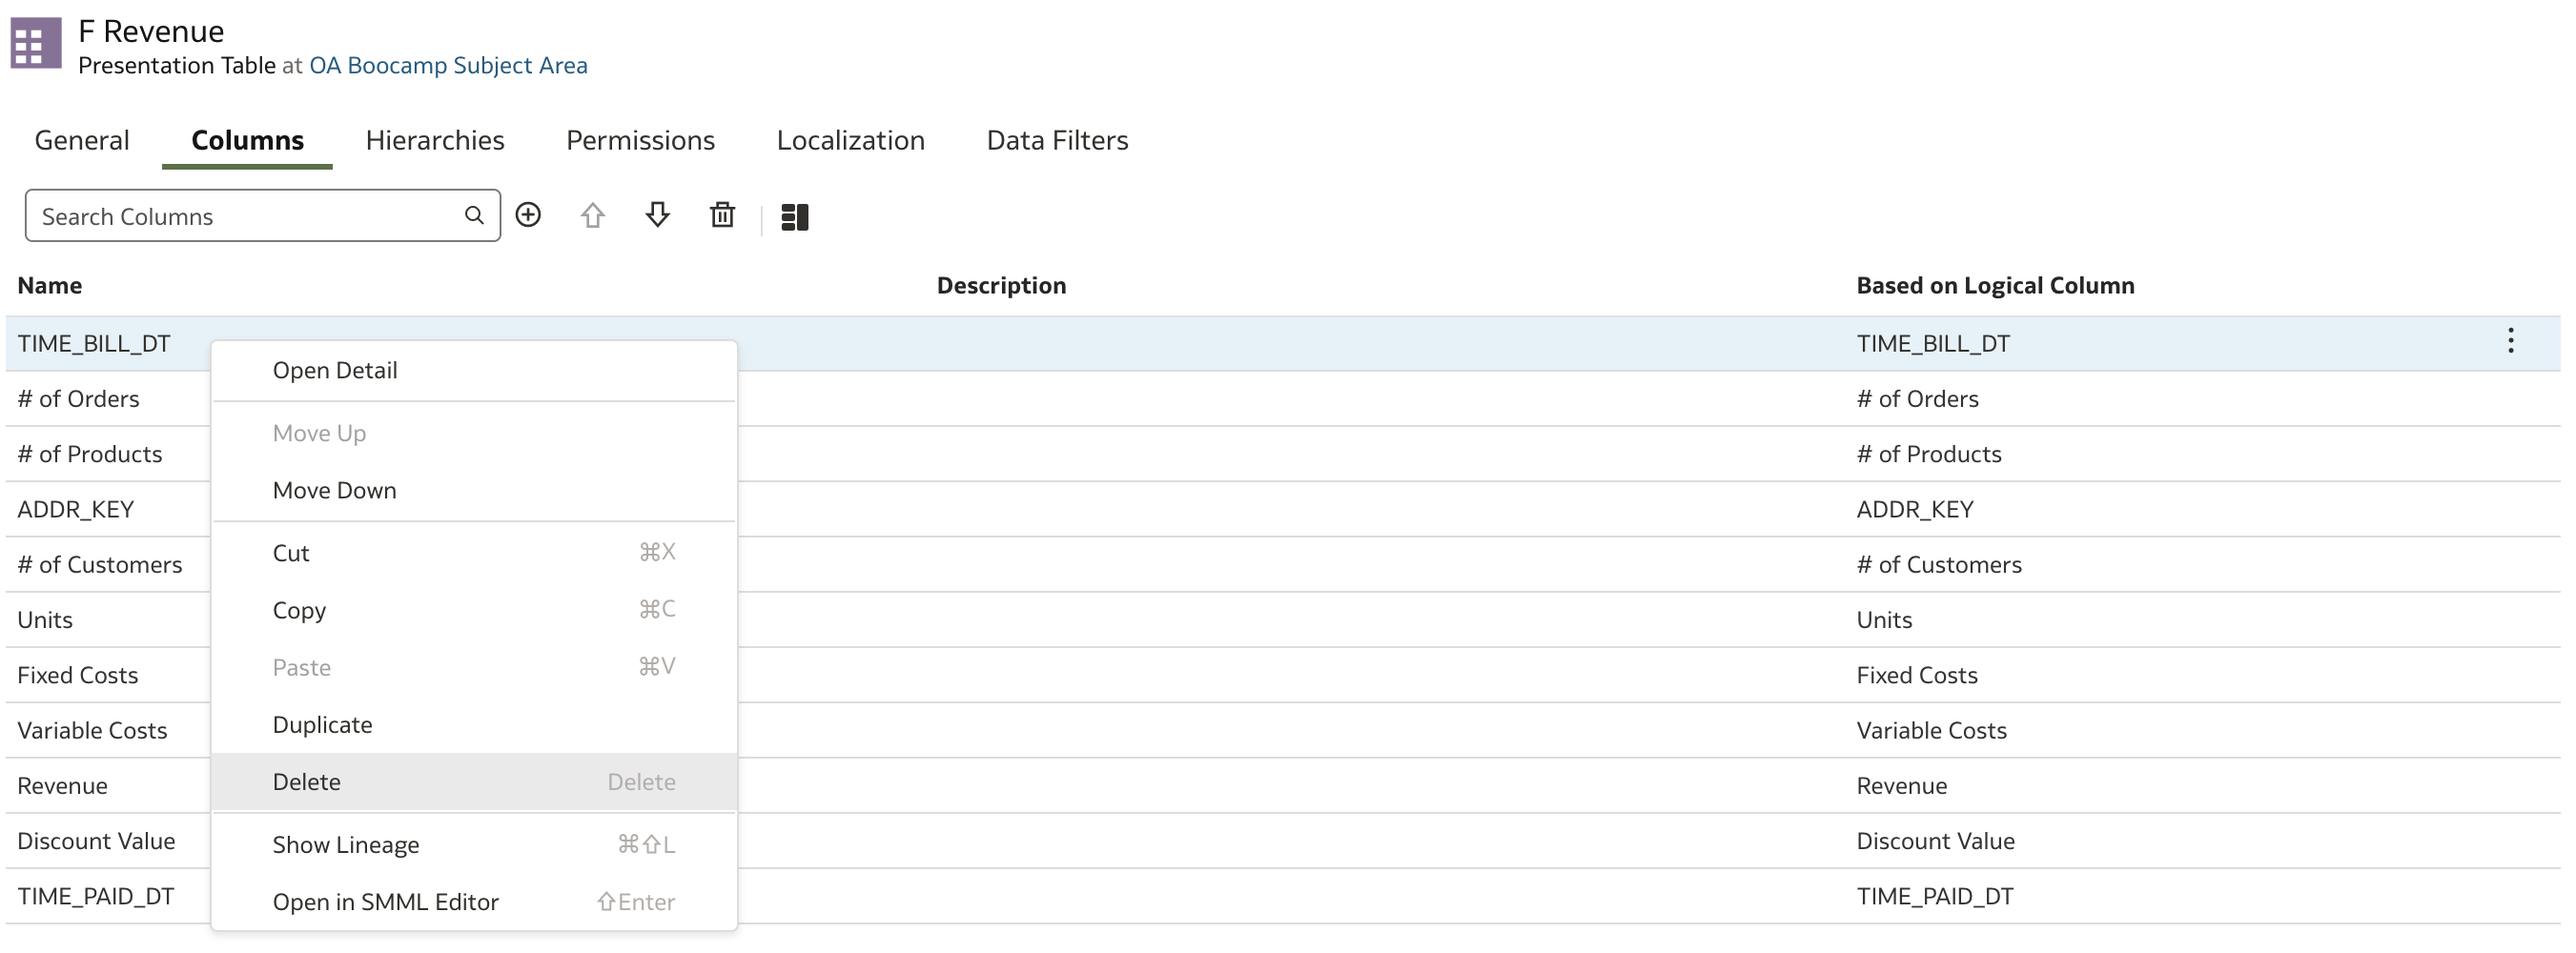 F Revenue
Presentation Table at OA Boocamp Subject Area
General Columns Hierarchies Permissions Localization Data Filters
Search Columns
Name Description Based on Logical Column
TIME_BILL_DT TIME_BILL_DT
# of Orders # of Orders
# of Products # of Products
ADDR_KEY ADDR_KEY
# of Customers # of Customers
Units Units
Fixed Costs Fixed Costs
Variable Costs Variable Costs
Revenue Revenue
Discount Value Discount Value
TIME_PAID_DT TIME_PAID_DT
Open Detail
Move Up
Move Down
Cut ⌘X
Copy ⌘C
Paste ⌘V
Duplicate
Delete Delete
Show Lineage ⌘⇧L
Open in SMML Editor ⇧Enter